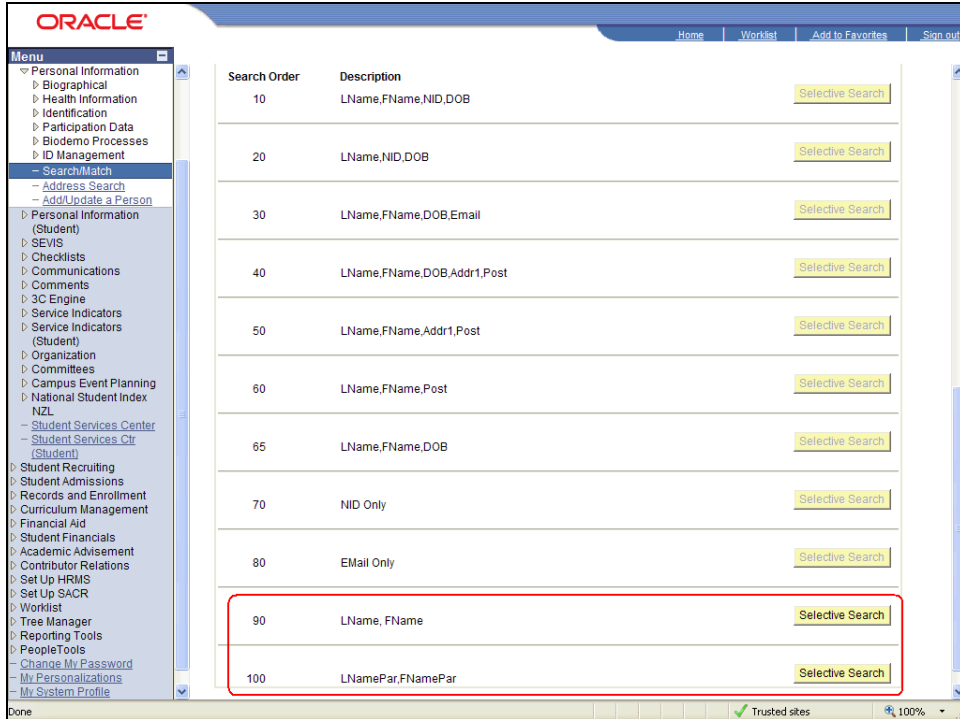 ORACLE'
Home Worklist Add to Favorites Sign out
Menu
Personal Information
Biographical
Health Information
Identification
Participation Data
Biodemo Processes
ID Management
– Search/Match
– Address Search
– Add/Update a Person
Personal Information
(Student)
SEVIS
Checklists
Communications
Comments
3C Engine
Service Indicators
Service Indicators
(Student)
Organization
Committees
Campus Event Planning
National Student Index
NZL
– Student Services Center
– Student Services Ctr
(Student)
Student Recruiting
Student Admissions
Records and Enrollment
Curriculum Management
Financial Aid
Student Financials
Academic Advisement
Contributor Relations
Set Up HRMS
Set Up SACR
Worklist
Tree Manager
Reporting Tools
PeopleTools
– Change My Password
– My Personalizations
– My System Profile
Search Order Description
10 LName,FName,NID,DOB Selective Search
20 LName,NID,DOB Selective Search
30 LName,FName,DOB,Email Selective Search
40 LName,FName,DOB,Addr1,Post Selective Search
50 LName,FName,Addr1,Post Selective Search
60 LName,FName,Post Selective Search
65 LName,FName,DOB Selective Search
70 NID Only Selective Search
80 EMail Only Selective Search
90 LName, FName Selective Search
100 LNamePar,FNamePar Selective Search
Done Trusted sites 100%